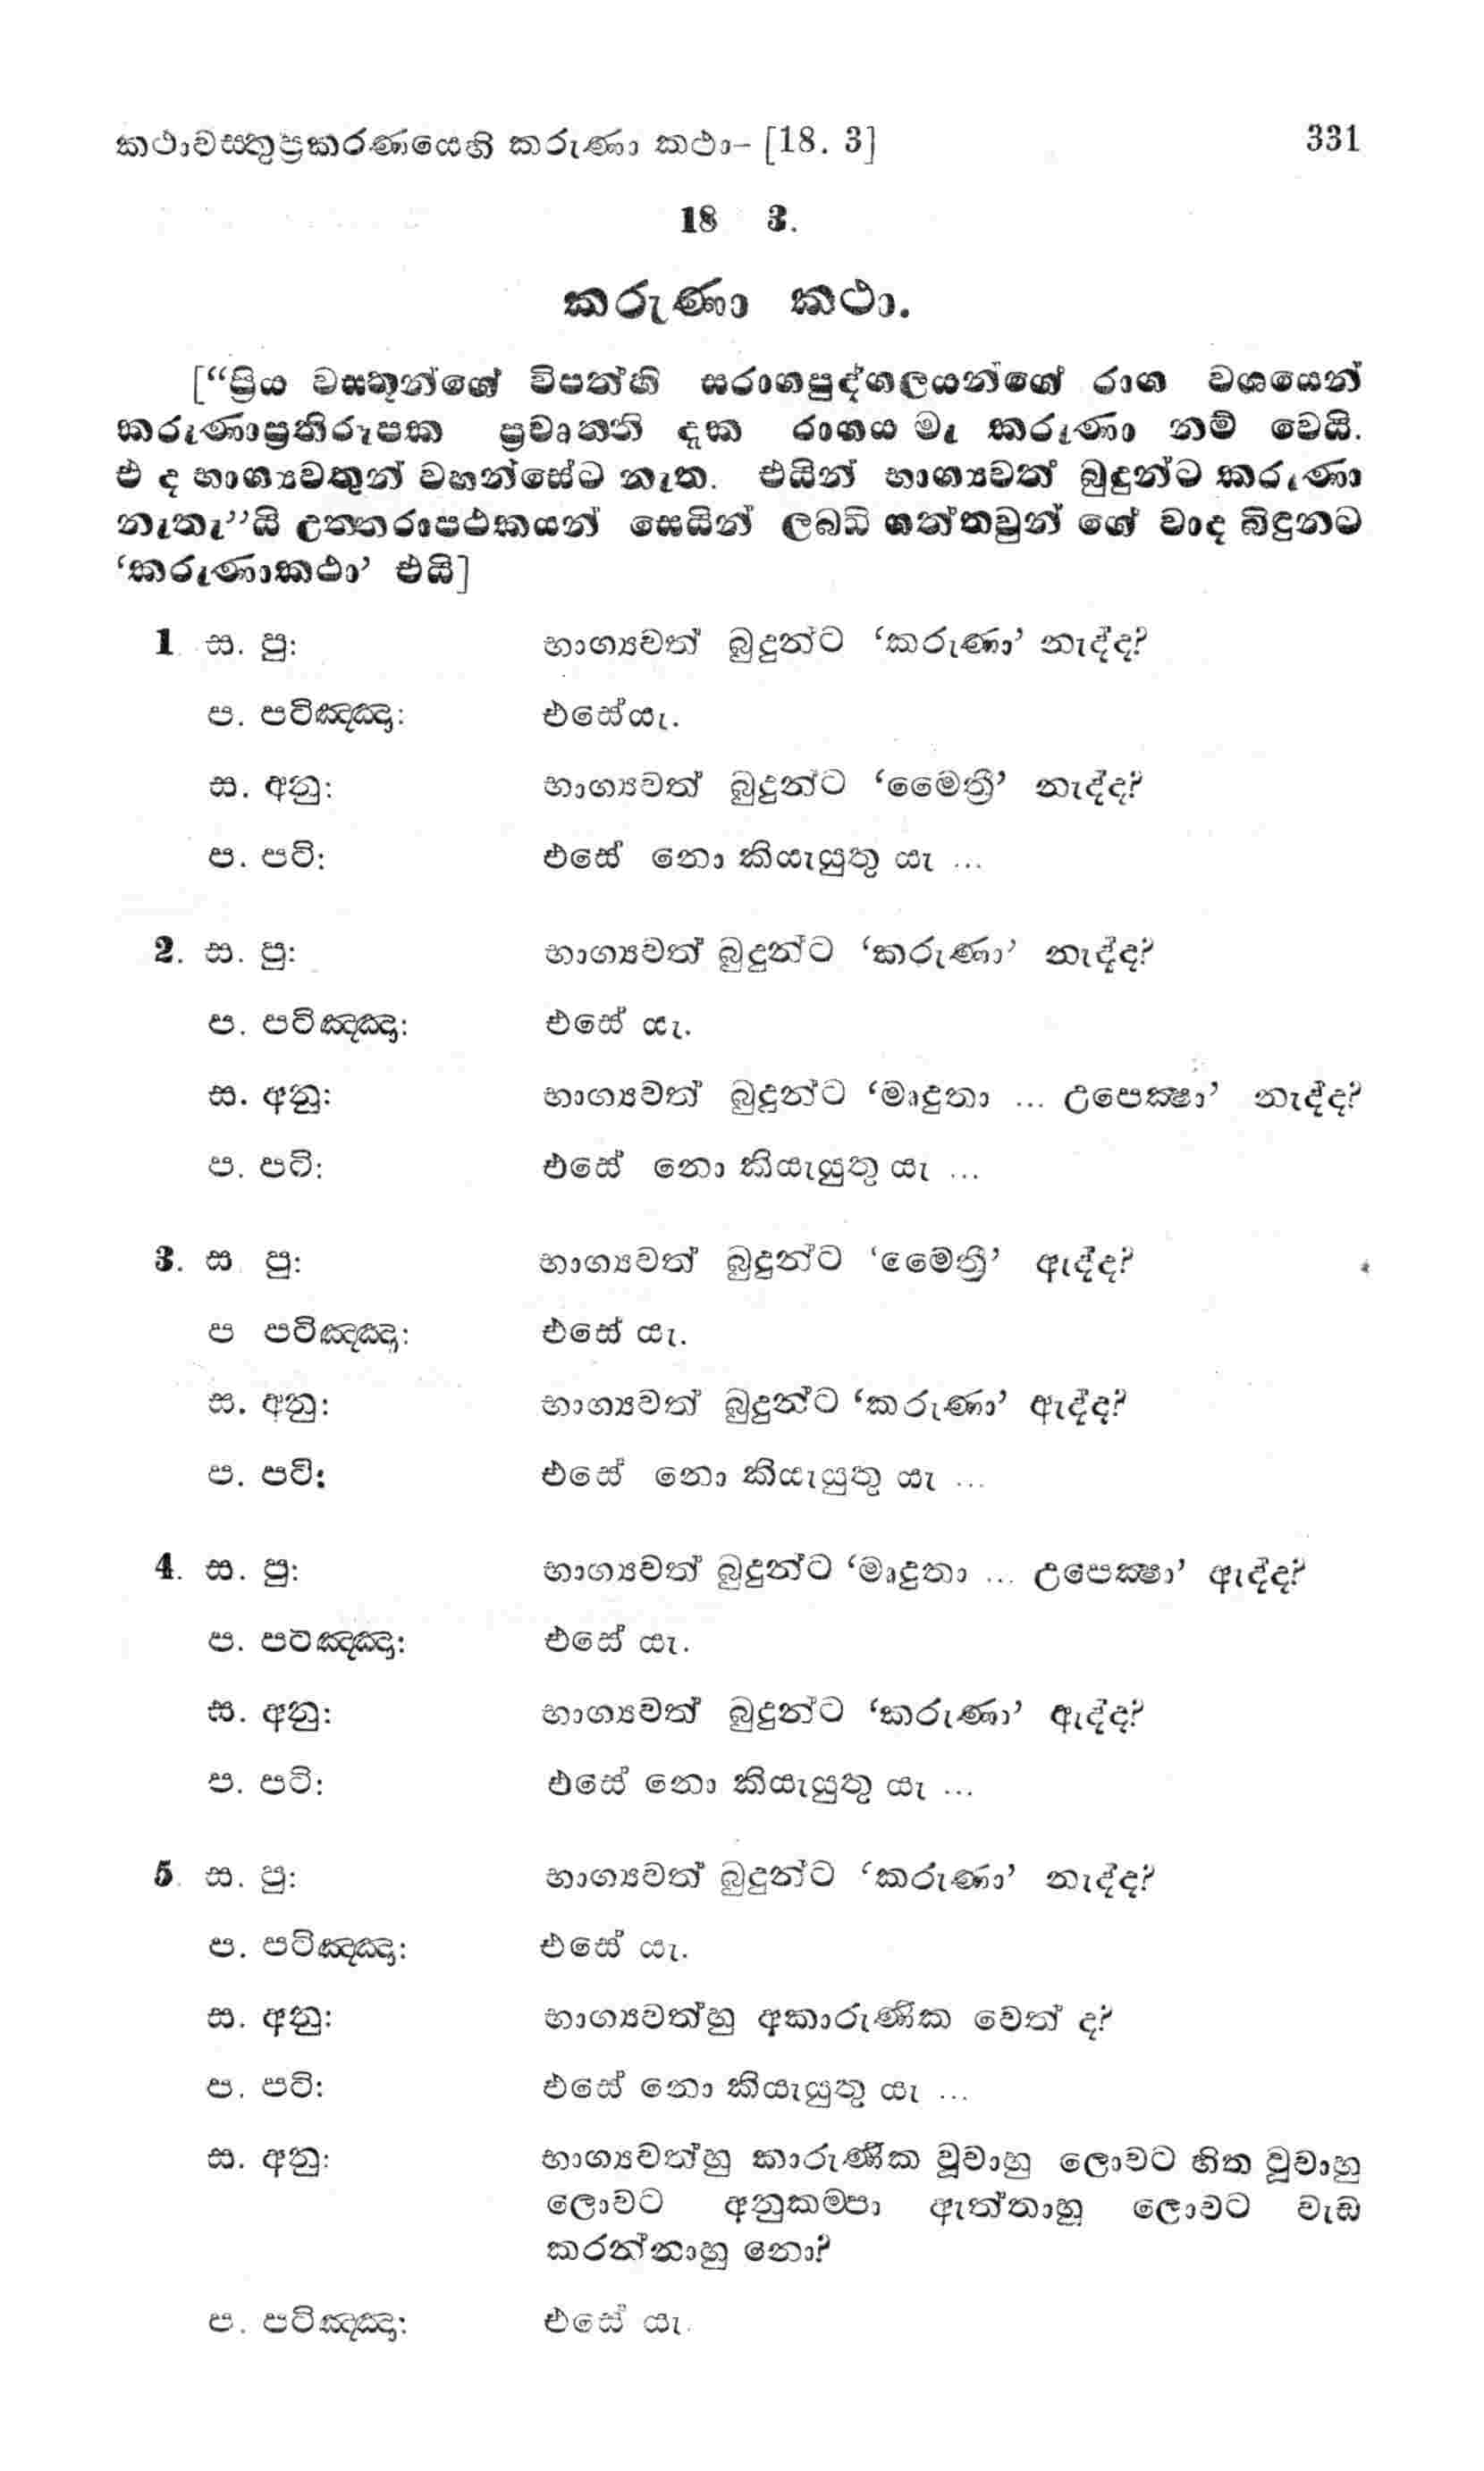 කථාවස්තුප්‍රකරණයෙහි කරුණා කථා- [18. 3] 331
18 3.
කරුණා කථා.
[“ප්‍රිය වස්තූන්ගේ විපත්හි සරාගපුද්ගලයන්ගේ රාග වශයෙන්
කරුණාප්‍රතිරූපක ප්‍රවෘත්ති දැක රාගය මැ කරුණා නම් වෙයි.
එ ද භාග්‍යවතුන් වහන්සේට නැත. එයින් භාග්‍යවත් බුදුන්ට කරුණා
නැතැ”යි උත්තරාපථකයන් සෙයින් ලබ්ධි ගත්තවුන් ගේ වාද බිඳුනට
‘කරුණාකථා’ එයි]
1 ස. පු: භාග්‍යවත් බුදුන්ට ‘කරුණා’ නැද්ද?
ප. පටිඤ්ඤා: එසේයැ.
ස. අනු: භාග්‍යවත් බුදුන්ට ‘මෛත්‍රී’ නැද්ද?
ප. පටි: එසේ නො කියැයුතු යැ ...
2. ස. පු: භාග්‍යවත් බුදුන්ට ‘කරුණා’ නැද්ද?
ප. පටිඤ්ඤා: එසේ යැ.
ස. අනු: භාග්‍යවත් බුදුන්ට ‘මෘදුතා ... උපෙක්‍ෂා’ නැද්ද?
ප. පටි: එසේ නො කියැයුතු යැ ...
3. ස පු: භාග්‍යවත් බුදුන්ට ‘මෛත්‍රී’ ඇද්ද?
ප පටිඤ්ඤා: එසේ යැ.
ස. අනු: භාග්‍යවත් බුදුන්ට ‘කරුණා’ ඇද්ද?
ප. පටි: එසේ නො කියැයුතු යැ ...
4. ස. පු: භාග්‍යවත් බුදුන්ට ‘මෘදුතා ... උපෙක්‍ෂා’ ඇද්ද?
ප. පටඤ්ඤා: එසේ යැ.
ස. අනු: භාග්‍යවත් බුදුන්ට ‘කරුණා’ ඇද්ද?
ප. පටි: එසේ නො කියැයුතු යැ ...
5 ස. පු: භාග්‍යවත් බුදුන්ට ‘කරුණා’ නැද්ද?
ප. පටිඤ්ඤා: එසේ යැ.
ස. අනු: භාග්‍යවත්හු අකාරුණික වෙත් ද?
ප. පටි: එසේ නො කියැයුතු යැ ...
ස. අනු: භාග්‍යවත්හු කාරුණික වූවාහු ලොවට හිත වූවාහු
ලොවට අනුකම්පා ඇත්තාහු ලොවට වැඩ
කරන්නාහු නො?
ප. පටිඤ්ඤා: එසේ යැ.